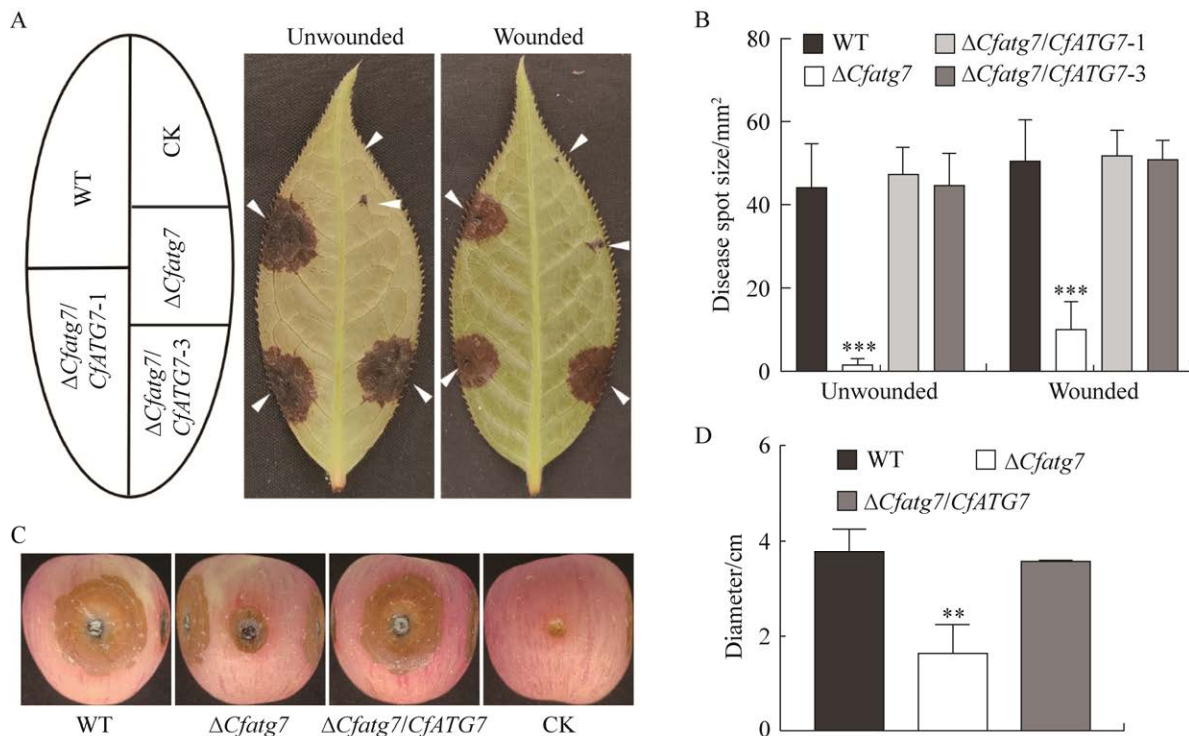 A
WT
CK
ΔCfatg7
ΔCfatg7/
CfATG7-1
ΔCfatg7/
CfATG7-3
Unwounded
Wounded
B
Disease spot size/mm²
80
60
40
20
0
WT
ΔCfatg7/CfATG7-1
ΔCfatg7
ΔCfatg7/CfATG7-3
***
***
Unwounded
Wounded
C
WT
ΔCfatg7
ΔCfatg7/CfATG7
CK
D
Diameter/cm
6
4
2
0
WT
ΔCfatg7
ΔCfatg7/CfATG7
**